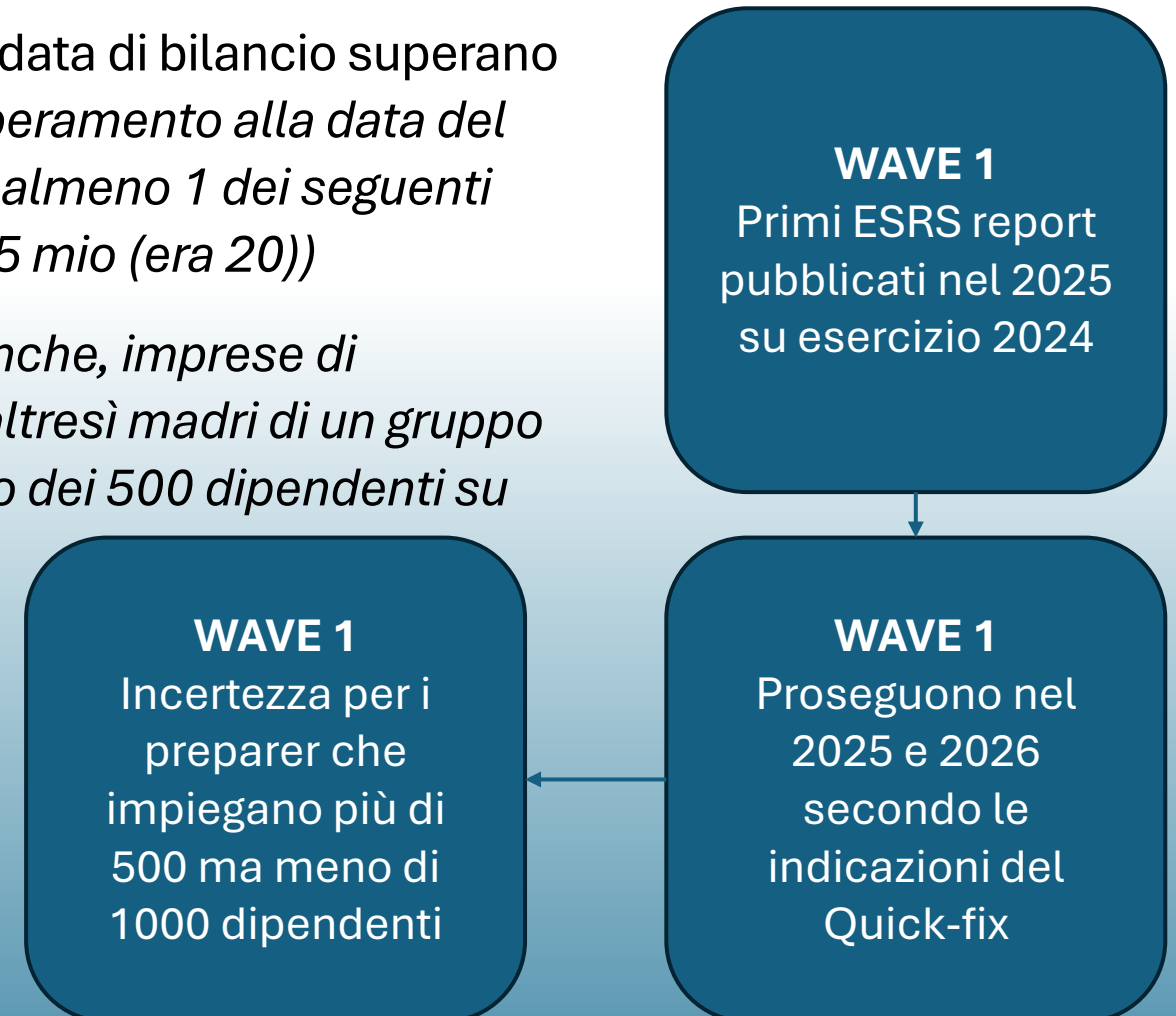 data di bilancio superano
peramento alla data del
almeno 1 dei seguenti
5 mio (era 20))
nche, imprese di
altresì madri di un gruppo
o dei 500 dipendenti su
WAVE 1
Primi ESRS report
pubblicati nel 2025
su esercizio 2024
WAVE 1
Proseguono nel
2025 e 2026
secondo le
indicazioni del
Quick-fix
WAVE 1
Incertezza per i
preparer che
impiegano più di
500 ma meno di
1000 dipendenti